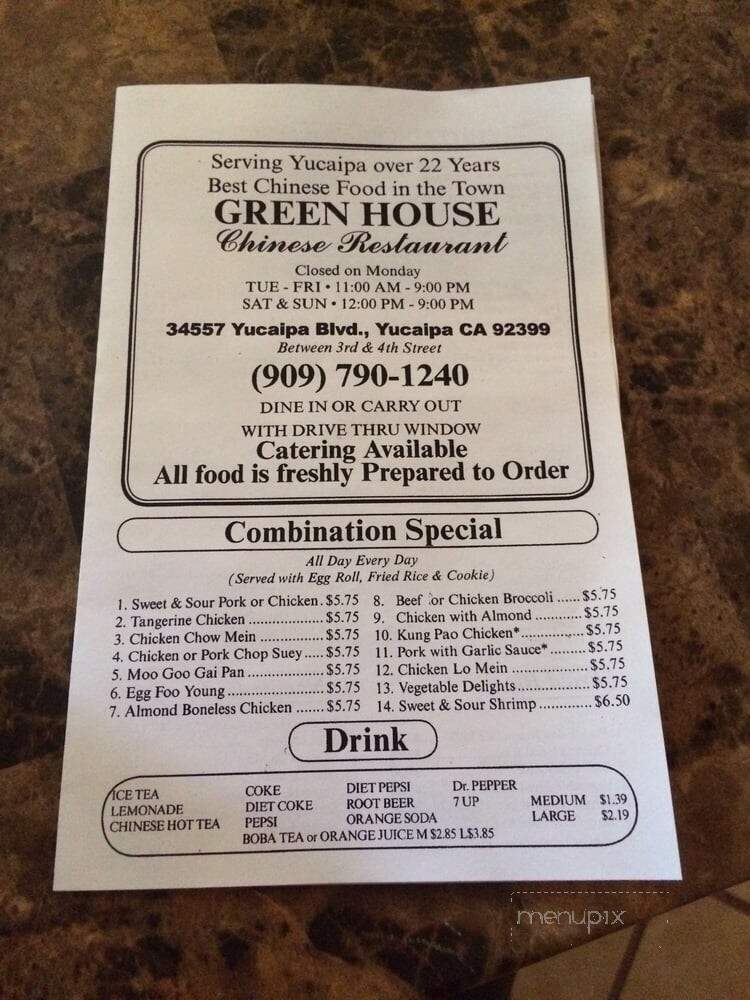 Serving Yucaipa over 22 Years
Best Chinese Food in the Town
GREEN HOUSE
Chinese Restaurant
Closed on Monday
TUE - FRI • 11:00 AM - 9:00 PM
SAT & SUN • 12:00 PM - 9:00 PM
34557 Yucaipa Blvd., Yucaipa CA 92399
Between 3rd & 4th Street
(909) 790-1240
DINE IN OR CARRY OUT
WITH DRIVE THRU WINDOW
Catering Available
All food is freshly Prepared to Order
Combination Special
All Day Every Day
(Served with Egg Roll, Fried Rice & Cookie)
1. Sweet & Sour Pork or Chicken. $5.75
2. Tangerine Chicken ................... $5.75
3. Chicken Chow Mein ................ $5.75
4. Chicken or Pork Chop Suey..... $5.75
5. Moo Goo Gai Pan .................... $5.75
6. Egg Foo Young ......................... $5.75
7. Almond Boneless Chicken ....... $5.75
8. Beef or Chicken Broccoli ...... $5.75
9. Chicken with Almond ............ $5.75
10. Kung Pao Chicken*................ $5.75
11. Pork with Garlic Sauce* ......... $5.75
12. Chicken Lo Mein ................... $5.75
13. Vegetable Delights................... $5.75
14. Sweet & Sour Shrimp ............. $6.50
Drink
ICE TEA
LEMONADE
CHINESE HOT TEA
COKE
DIET COKE
PEPSI
DIET PEPSI
ROOT BEER
ORANGE SODA
Dr. PEPPER
7 UP
MEDIUM $1.39
LARGE $2.19
BOBA TEA or ORANGE JUICE M $2.85 L$3.85
menupix